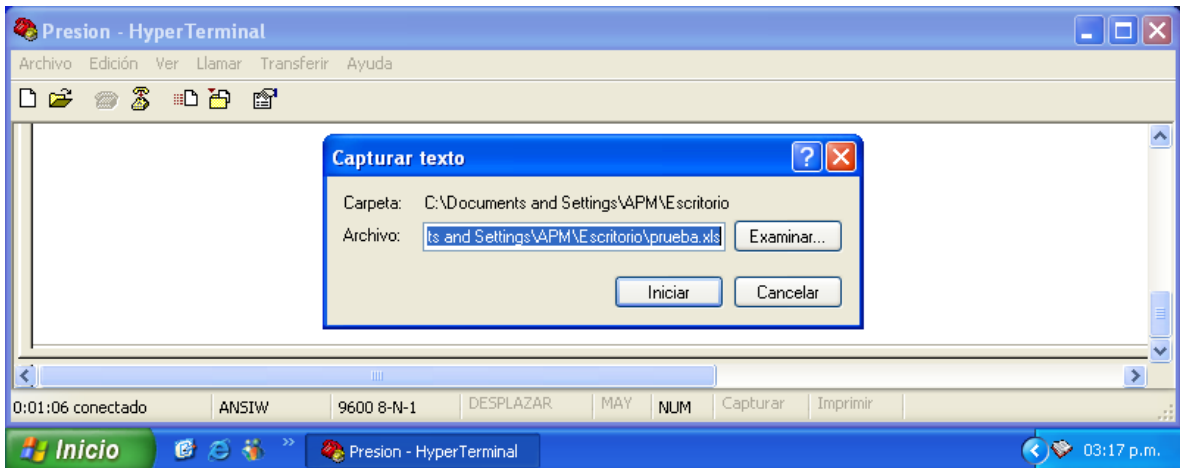 Presion - HyperTerminal
Archivo Edición Ver Llamar Transferir Ayuda
Capturar texto
Carpeta: C:\Documents and Settings\APM\Escritorio
Archivo: ts and Settings\APM\Escritorio\prueba.xls Examinar...
Iniciar Cancelar
0:01:06 conectado ANSIW 9600 8-N-1 DESPLAZAR MAY NUM Capturar Imprimir
Inicio » Presion - HyperTerminal 03:17 p.m.